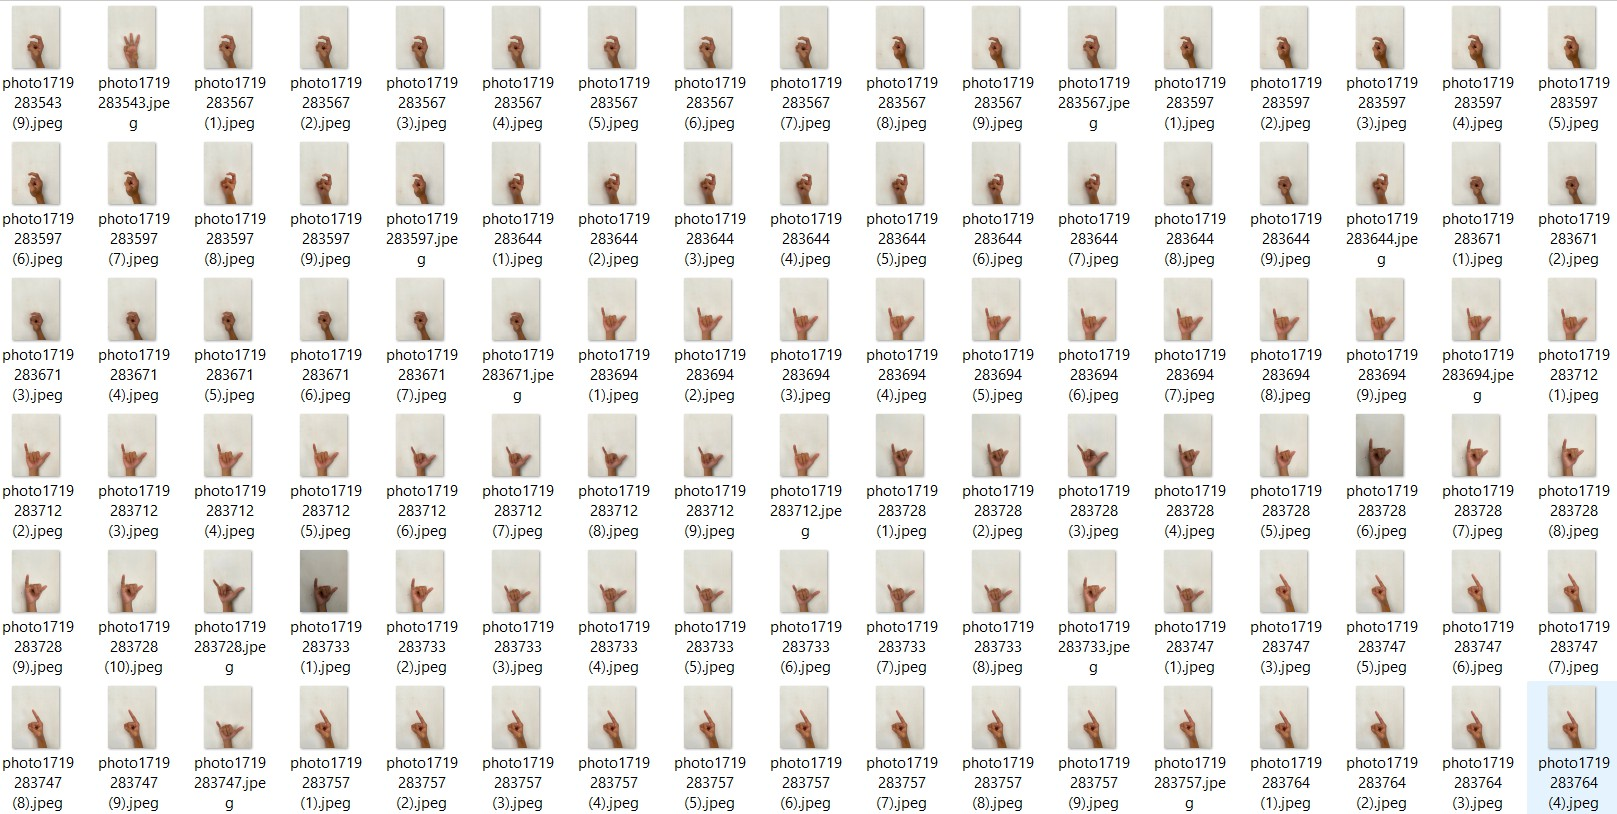 photo1719
283543
(9).jpeg
photo1719
283543.jpe
g
photo1719
283567
(1).jpeg
photo1719
283567
(2).jpeg
photo1719
283567
(3).jpeg
photo1719
283567
(4).jpeg
photo1719
283567
(5).jpeg
photo1719
283567
(6).jpeg
photo1719
283567
(7).jpeg
photo1719
283567
(8).jpeg
photo1719
283567
(9).jpeg
photo1719
283567.jpe
g
photo1719
283597
(1).jpeg
photo1719
283597
(2).jpeg
photo1719
283597
(3).jpeg
photo1719
283597
(4).jpeg
photo1719
283597
(5).jpeg
photo1719
283597
(6).jpeg
photo1719
283597
(7).jpeg
photo1719
283597
(8).jpeg
photo1719
283597
(9).jpeg
photo1719
283597.jpe
g
photo1719
283644
(1).jpeg
photo1719
283644
(2).jpeg
photo1719
283644
(3).jpeg
photo1719
283644
(4).jpeg
photo1719
283644
(5).jpeg
photo1719
283644
(6).jpeg
photo1719
283644
(7).jpeg
photo1719
283644
(8).jpeg
photo1719
283644
(9).jpeg
photo1719
283644.jpe
g
photo1719
283671
(1).jpeg
photo1719
283671
(2).jpeg
photo1719
283671
(3).jpeg
photo1719
283671
(4).jpeg
photo1719
283671
(5).jpeg
photo1719
283671
(6).jpeg
photo1719
283671
(7).jpeg
photo1719
283671.jpe
g
photo1719
283694
(1).jpeg
photo1719
283694
(2).jpeg
photo1719
283694
(3).jpeg
photo1719
283694
(4).jpeg
photo1719
283694
(5).jpeg
photo1719
283694
(6).jpeg
photo1719
283694
(7).jpeg
photo1719
283694
(8).jpeg
photo1719
283694
(9).jpeg
photo1719
283694.jpe
g
photo1719
283712
(1).jpeg
photo1719
283712
(2).jpeg
photo1719
283712
(3).jpeg
photo1719
283712
(4).jpeg
photo1719
283712
(5).jpeg
photo1719
283712
(6).jpeg
photo1719
283712
(7).jpeg
photo1719
283712
(8).jpeg
photo1719
283712
(9).jpeg
photo1719
283712.jpe
g
photo1719
283728
(1).jpeg
photo1719
283728
(2).jpeg
photo1719
283728
(3).jpeg
photo1719
283728
(4).jpeg
photo1719
283728
(5).jpeg
photo1719
283728
(6).jpeg
photo1719
283728
(7).jpeg
photo1719
283728
(8).jpeg
photo1719
283728
(9).jpeg
photo1719
283728
(10).jpeg
photo1719
283728.jpe
g
photo1719
283733
(1).jpeg
photo1719
283733
(2).jpeg
photo1719
283733
(3).jpeg
photo1719
283733
(4).jpeg
photo1719
283733
(5).jpeg
photo1719
283733
(6).jpeg
photo1719
283733
(7).jpeg
photo1719
283733
(8).jpeg
photo1719
283733.jpe
g
photo1719
283747
(1).jpeg
photo1719
283747
(3).jpeg
photo1719
283747
(5).jpeg
photo1719
283747
(6).jpeg
photo1719
283747
(7).jpeg
photo1719
283747
(8).jpeg
photo1719
283747
(9).jpeg
photo1719
283747.jpe
g
photo1719
283757
(1).jpeg
photo1719
283757
(2).jpeg
photo1719
283757
(3).jpeg
photo1719
283757
(4).jpeg
photo1719
283757
(5).jpeg
photo1719
283757
(6).jpeg
photo1719
283757
(7).jpeg
photo1719
283757
(8).jpeg
photo1719
283757
(9).jpeg
photo1719
283757.jpe
g
photo1719
283764
(1).jpeg
photo1719
283764
(2).jpeg
photo1719
283764
(3).jpeg
photo1719
283764
(4).jpeg